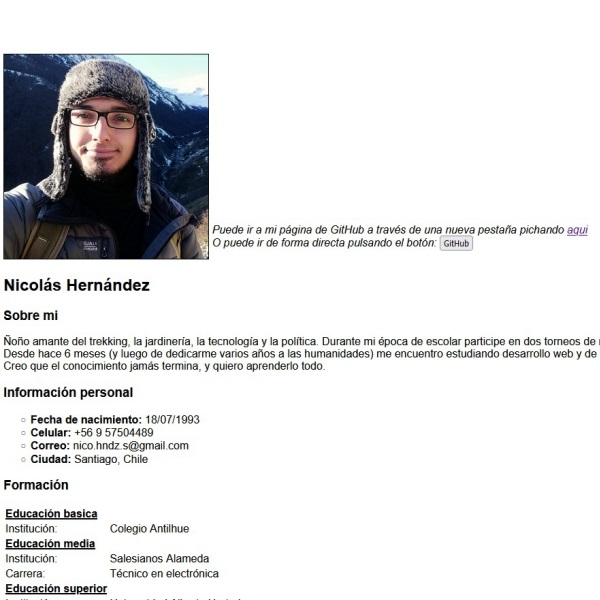 Puede ir a mi página de GitHub a través de una nueva pestaña pichando aqui
O puede ir de forma directa pulsando el botón: GitHub
Nicolás Hernández
Sobre mi
Ñoño amante del trekking, la jardinería, la tecnología y la política. Durante mi época de escolar participe en dos torneos de
Desde hace 6 meses (y luego de dedicarme varios años a las humanidades) me encuentro estudiando desarrollo web y de
Creo que el conocimiento jamás termina, y quiero aprenderlo todo.
Información personal
Fecha de nacimiento: 18/07/1993
Celular: +56 9 57504489
Correo: nico.hndz.s@gmail.com
Ciudad: Santiago, Chile
Formación
Educación basica
Institución: Colegio Antilhue
Educación media
Institución: Salesianos Alameda
Carrera: Técnico en electrónica
Educación superior